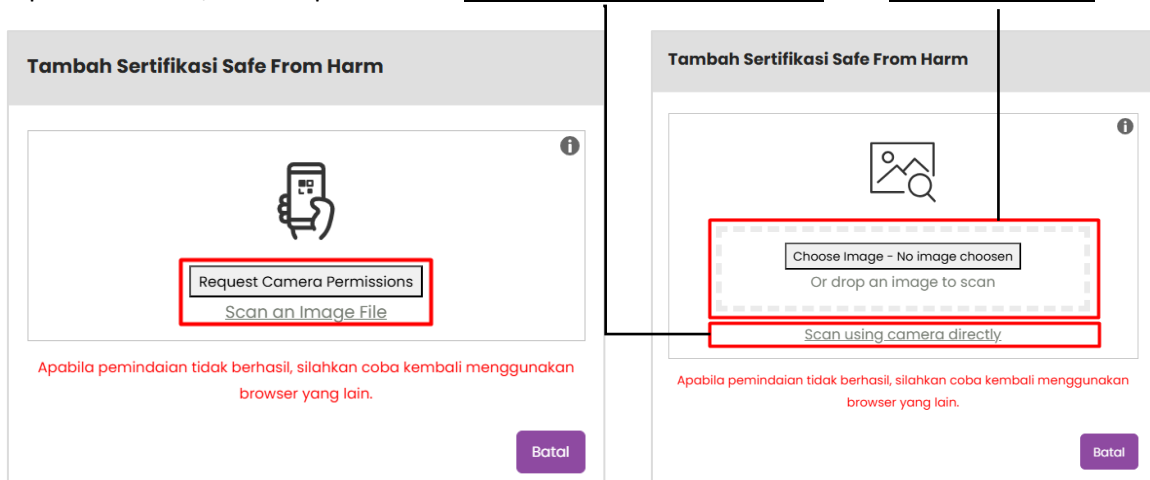 Tambah Sertifikasi Safe From Harm
Request Camera Permissions
Scan an Image File
Apabila pemindaian tidak berhasil, silahkan coba kembali menggunakan
browser yang lain.
Batal
Tambah Sertifikasi Safe From Harm
Choose Image - No image choosen
Or drop an image to scan
Scan using camera directly
Apabila pemindaian tidak berhasil, silahkan coba kembali menggunakan
browser yang lain.
Batal